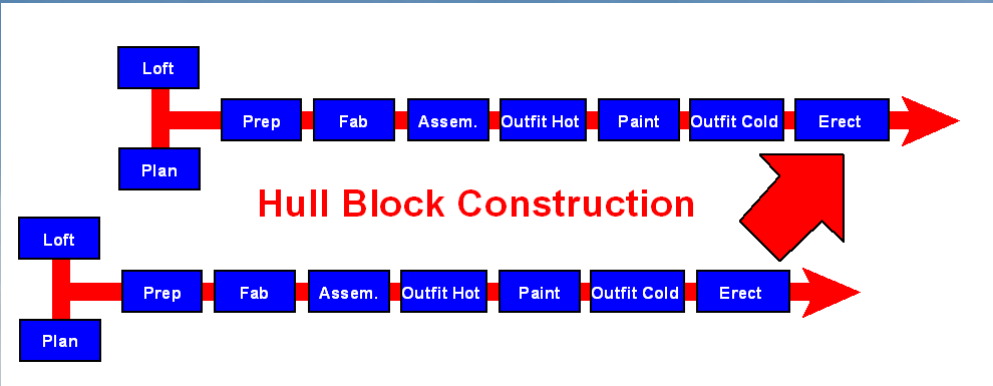 Loft
Prep Fab Assem. Outfit Hot Paint Outfit Cold Erect
Plan
Hull Block Construction
Loft
Prep Fab Assem. Outfit Hot Paint Outfit Cold Erect
Plan